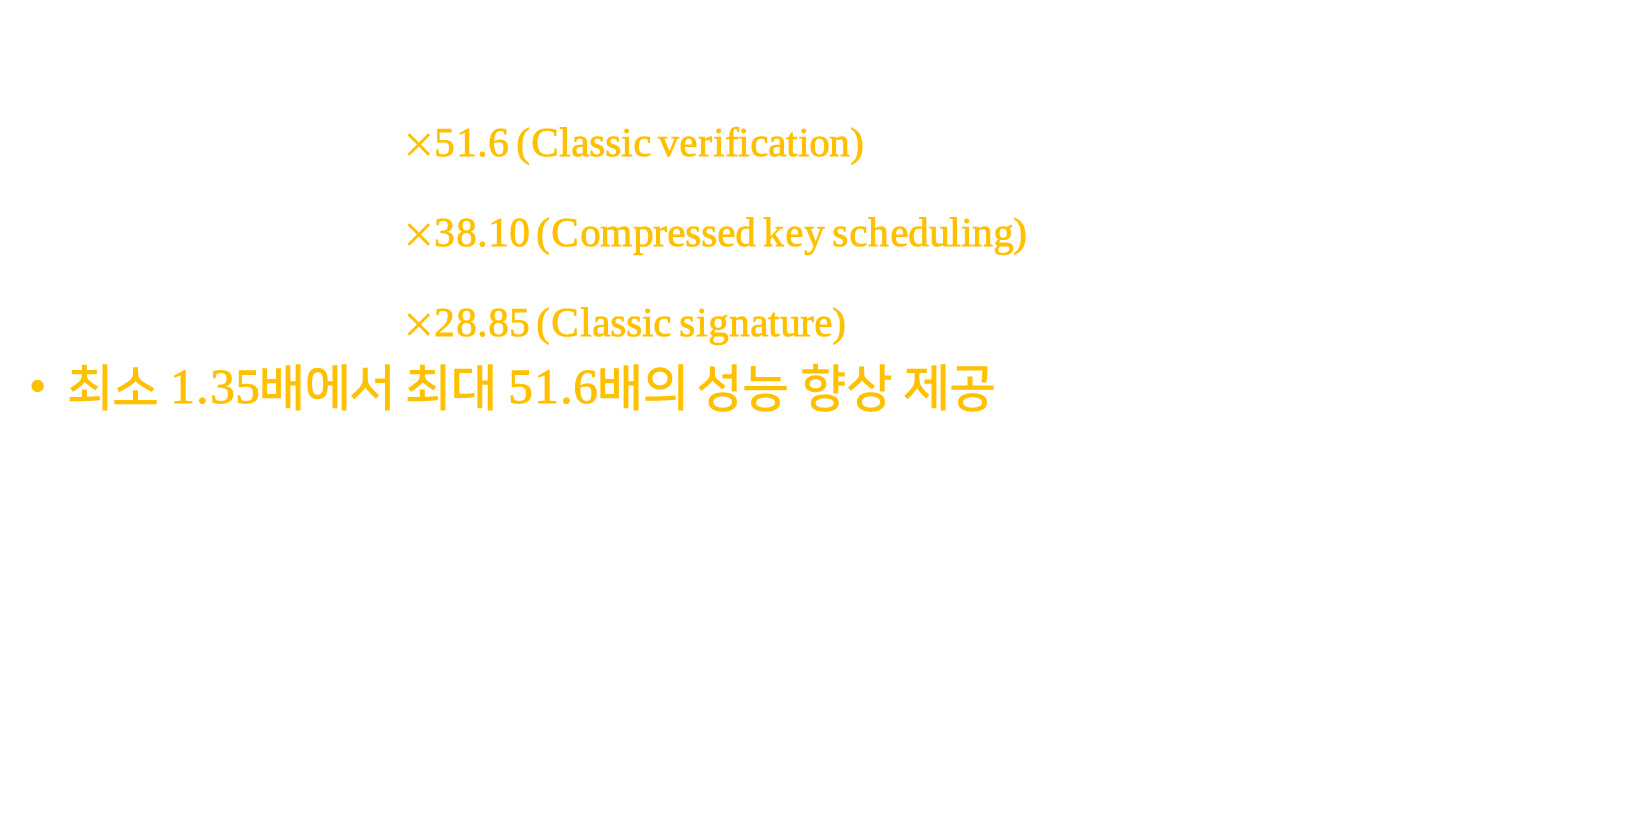 ×51.6 (Classic verification)
×38.10 (Compressed key scheduling)
×28.85 (Classic signature)
• 최소 1.35배에서 최대 51.6배의 성능 향상 제공